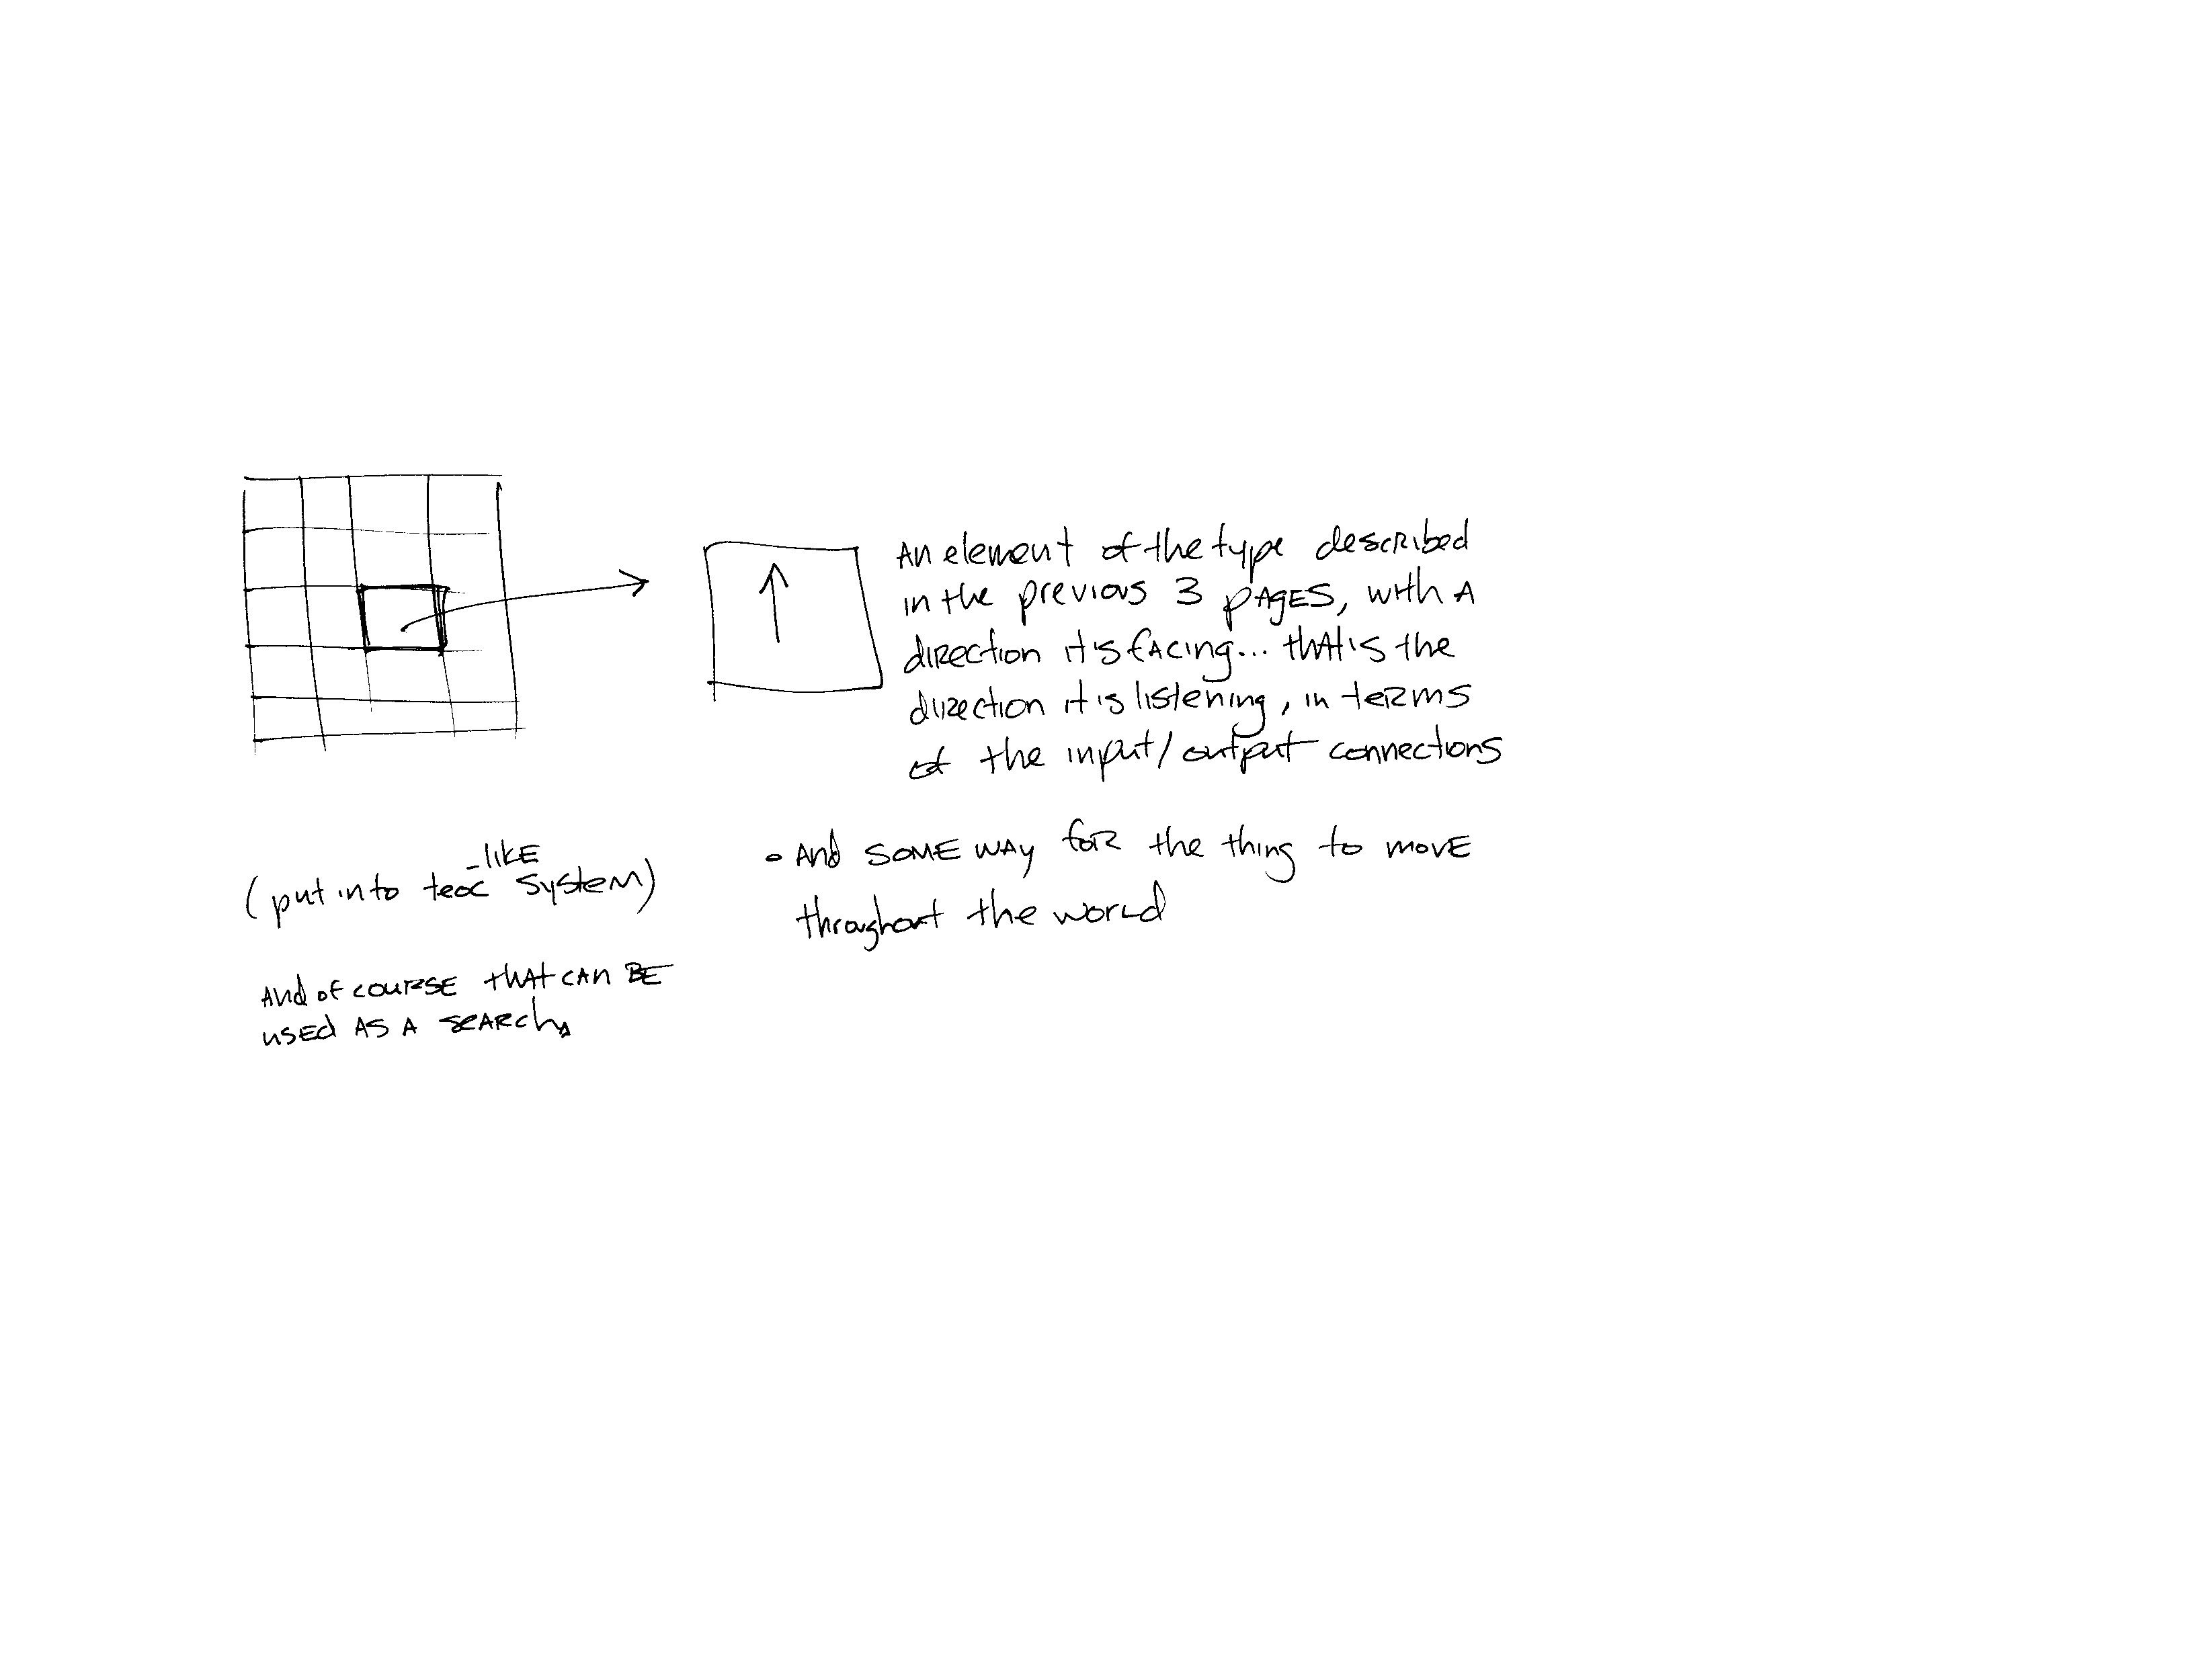 An element of the type described
in the previous 3 pages, with a
direction it's facing... that is the
direction it is listening, in terms
of the input/output connections
• And some way for the thing to move
throughout the world
-like
(put into teoc system)
And of course that can be
used as a search